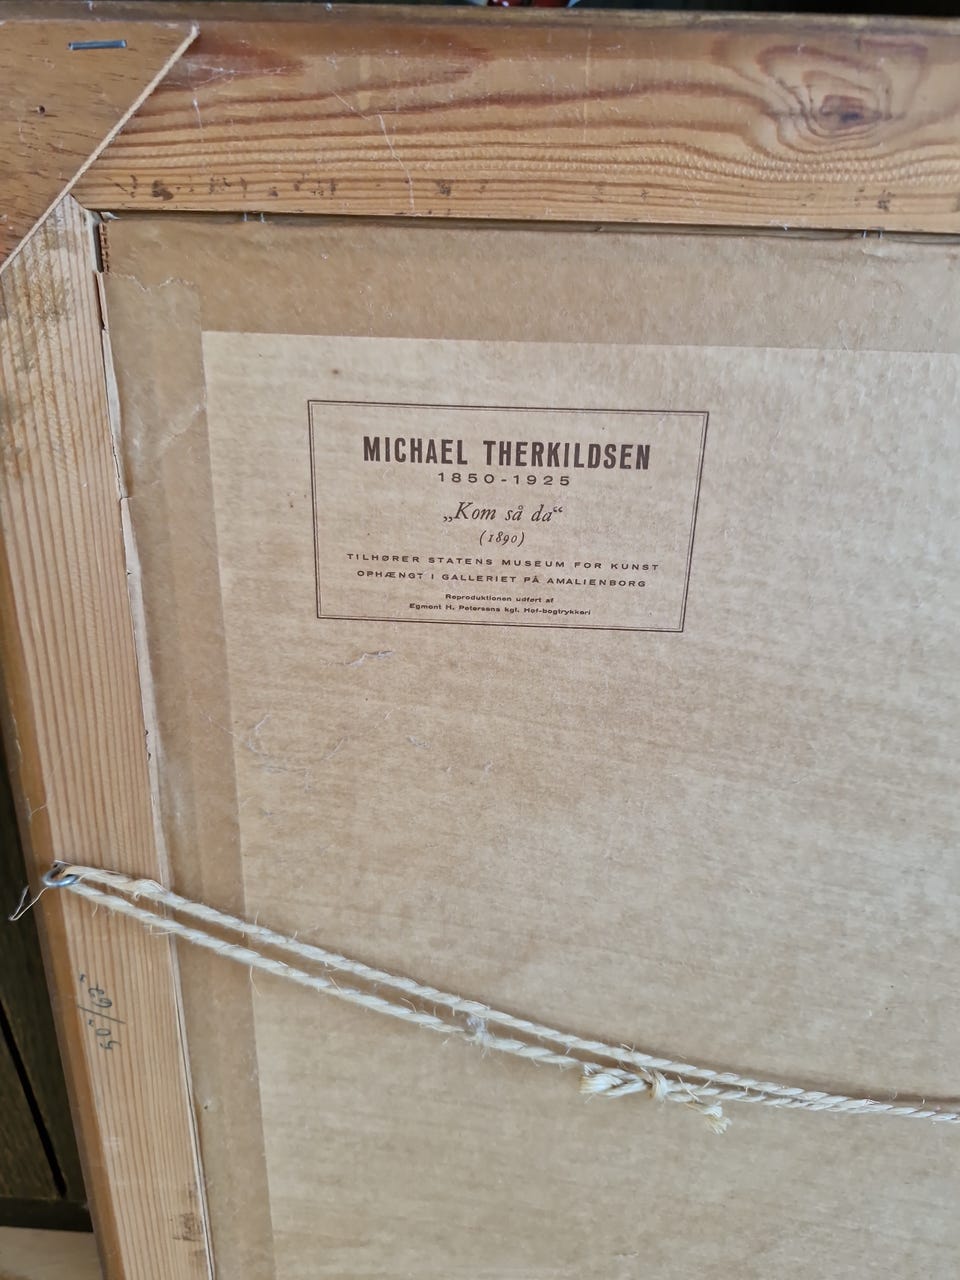 MICHAEL THERKILDSEN
1850-1925
„Kom så da“
(1890)
TILHØRER STATENS MUSEUM FOR KUNST
OPHÆNGT I GALLERIET PÅ AMALIENBORG
Reproduktionen udført af
Egmont H. Petersens kgl. Hof-bogtrykkeri